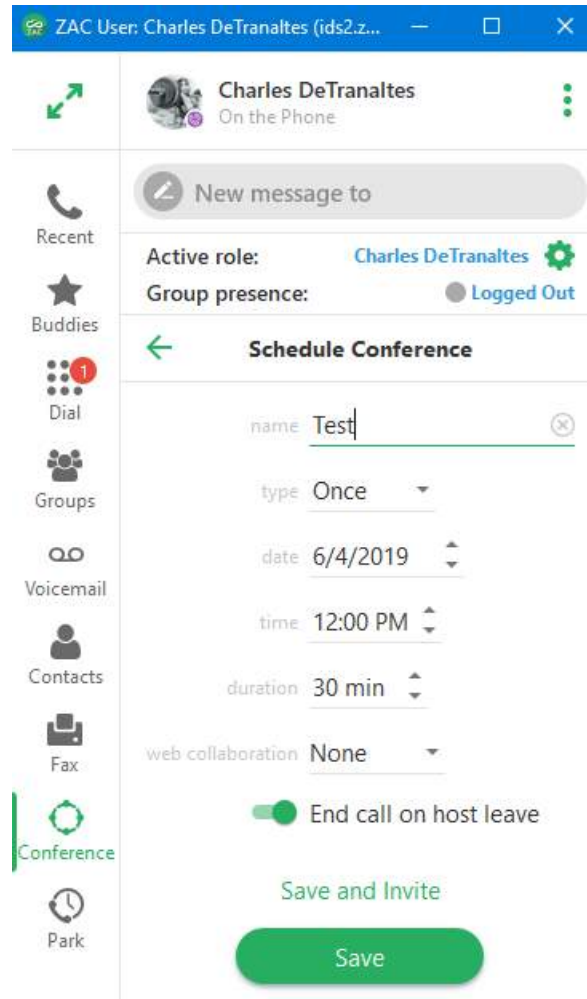 ZAC User: Charles DeTranaltes (ids2.z...
Charles DeTranaltes
On the Phone
New message to
Active role: Charles DeTranaltes
Group presence: Logged Out
Schedule Conference
Recent
Buddies
1
Dial
Groups
Voicemail
Contacts
Fax
Conference
Park
name Test
type Once
date 6/4/2019
time 12:00 PM
duration 30 min
web collaboration None
End call on host leave
Save and Invite
Save